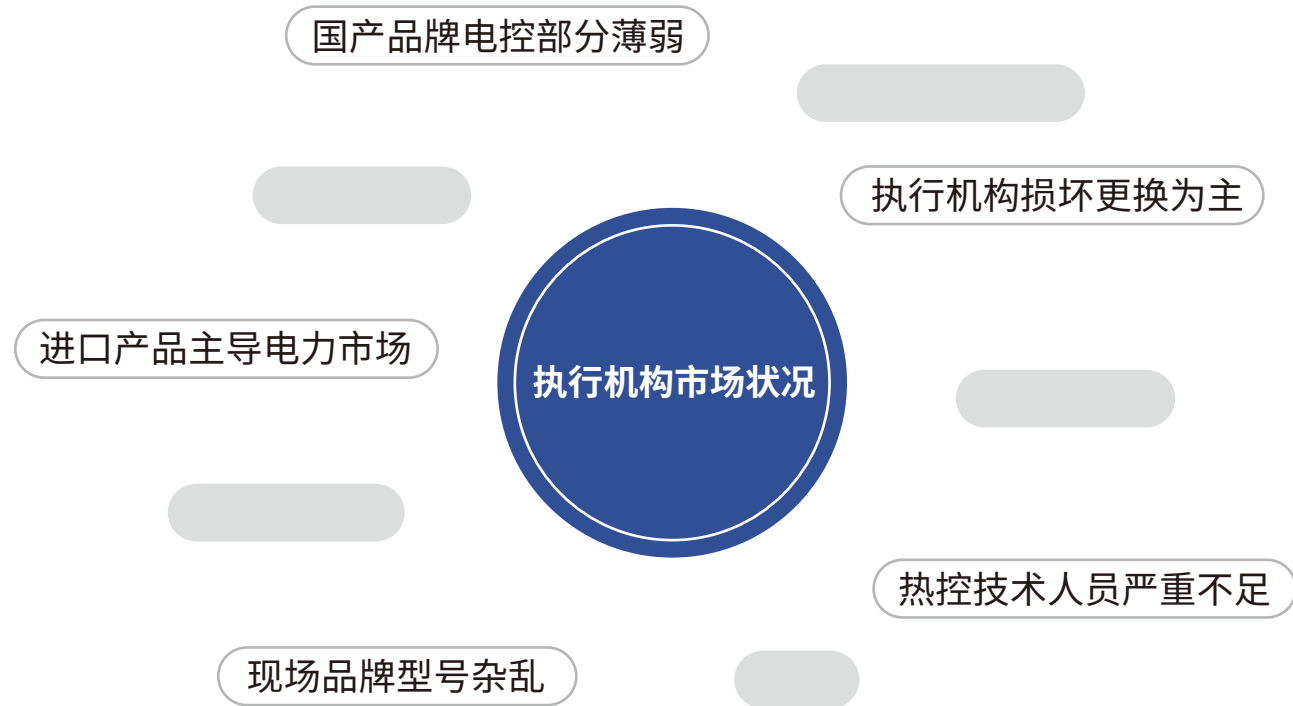 国产品牌电控部分薄弱
执行机构损坏更换为主
进口产品主导电力市场
执行机构市场状况
热控技术人员严重不足
现场品牌型号杂乱